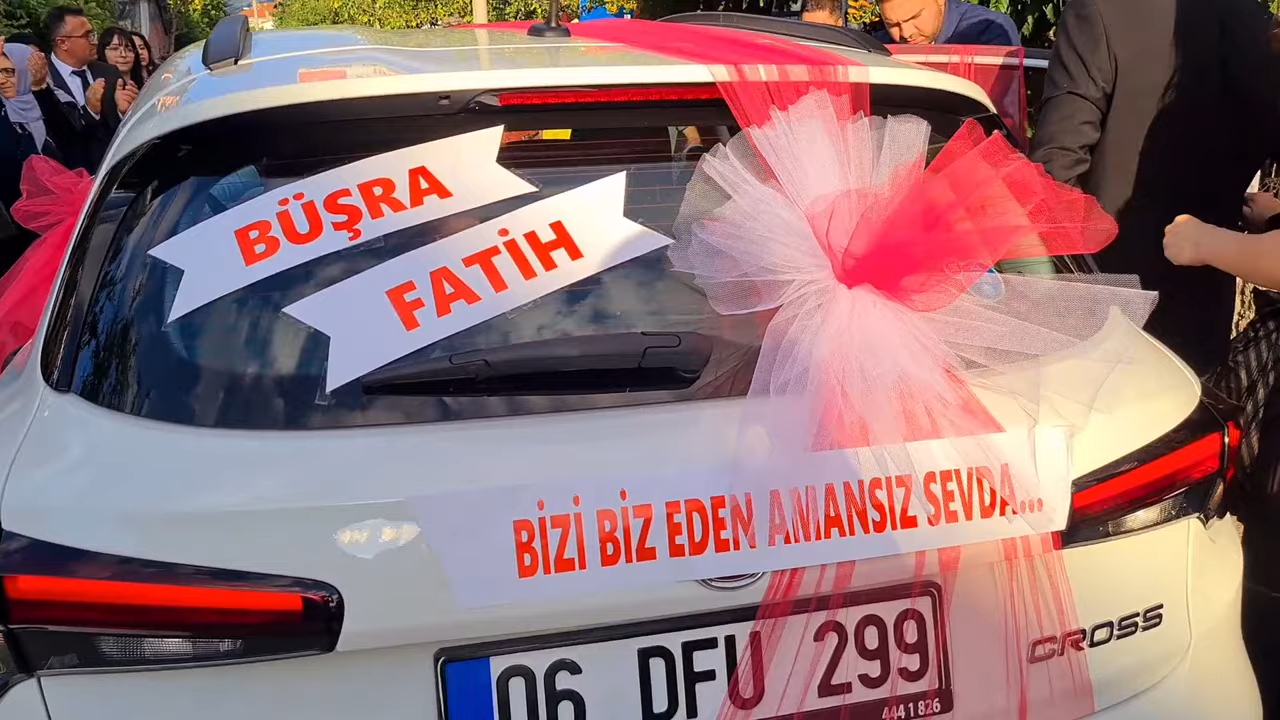 BÜŞRA
FATİH
BİZİ BİZ EDEN AMANSIZ SEVDA...
CROSS
06 DFU 299
444 1 826